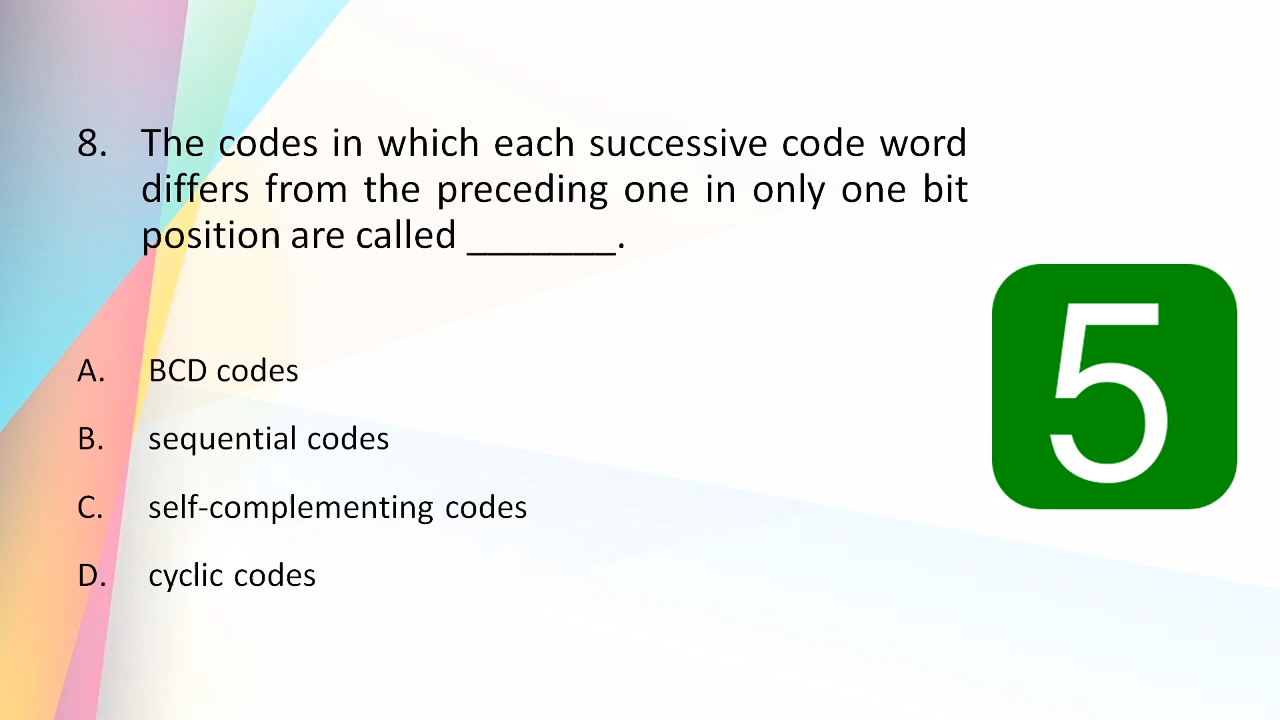 8. The codes in which each successive code word
differs from the preceding one in only one bit
position are called _______.
5
A. BCD codes
B. sequential codes
C. self-complementing codes
D. cyclic codes